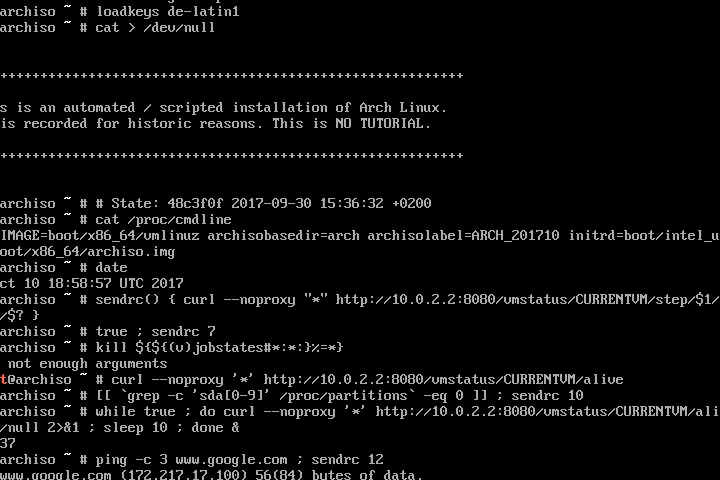 archiso ~ # loadkeys de-latin1
archiso ~ # cat > /dev/null
++++++++++++++++++++++++++++++++++++++++++++++++++++++++++
s is an automated / scripted installation of Arch Linux.
is recorded for historic reasons. This is NO TUTORIAL.
++++++++++++++++++++++++++++++++++++++++++++++++++++++++++
archiso ~ # # State: 48c3f0f 2017-09-30 15:36:32 +0200
archiso ~ # cat /proc/cmdline
IMAGE=boot/x86_64/vmlinuz archisobasedir=arch archisolabel=ARCH_201710 initrd=boot/intel_u
oot/x86_64/archiso.img
archiso ~ # date
ct 10 18:58:57 UTC 2017
archiso ~ # sendrc() { curl --noproxy "*" http://10.0.2.2:8080/vmstatus/CURRENTVM/step/$1/
/$? }
archiso ~ # true ; sendrc 7
archiso ~ # kill ${${(v)jobstates#*:*:}%=*}
not enough arguments
t@archiso ~ # curl --noproxy '*' http://10.0.2.2:8080/vmstatus/CURRENTVM/alive
archiso ~ # [[ `grep -c 'sda[0-9]' /proc/partitions` -eq 0 ]] ; sendrc 10
archiso ~ # while true ; do curl --noproxy '*' http://10.0.2.2:8080/vmstatus/CURRENTVM/ali
/null 2>&1 ; sleep 10 ; done &
37
archiso ~ # ping -c 3 www.google.com ; sendrc 12
www.google.com (172.217.17.100) 56(84) bytes of data.